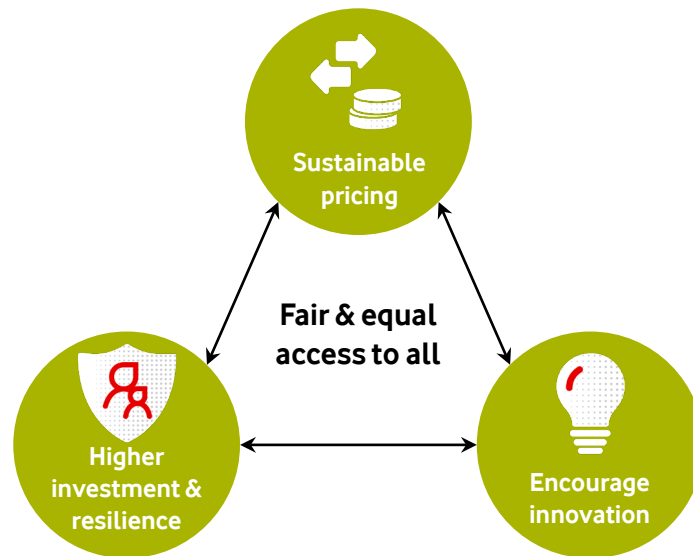 Sustainable
pricing
Fair & equal
access to all
Higher
investment &
resilience
Encourage
innovation